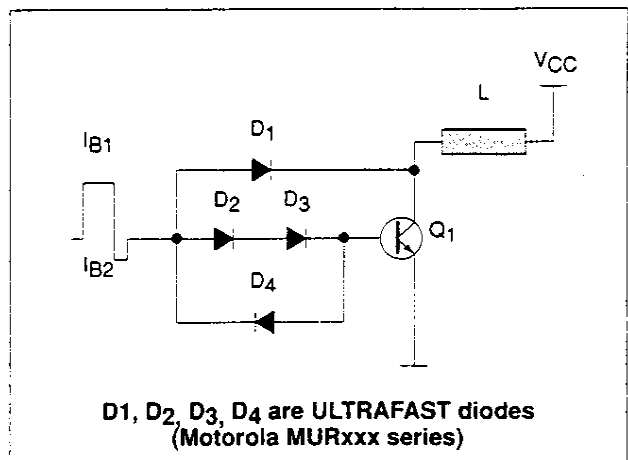 VCC
L
IB1
D1
D2
D3
Q1
IB2
D4
D1, D2, D3, D4 are ULTRAFAST diodes
(Motorola MURxxx series)